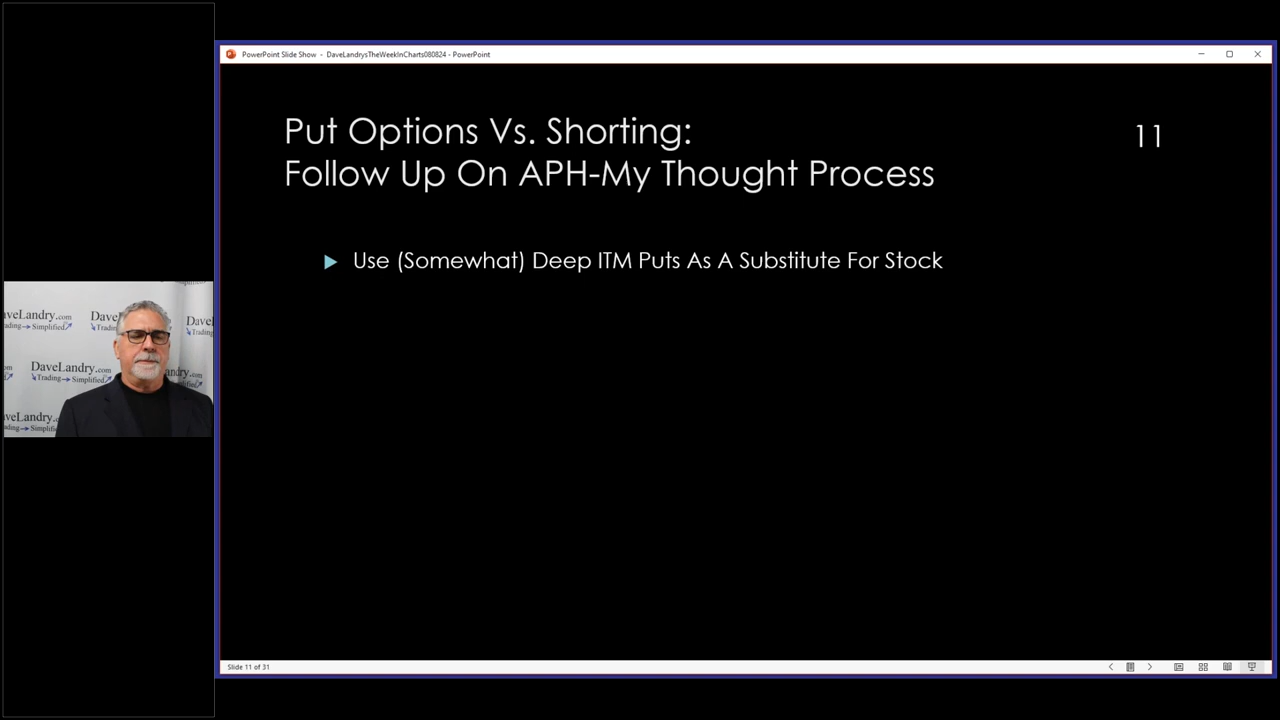 PowerPoint Slide Show - DaveLandrysTheWeekInCharts080824 - PowerPoint
Put Options Vs. Shorting:
Follow Up On APH-My Thought Process
11
Use (Somewhat) Deep ITM Puts As A Substitute For Stock
DaveLandry.com
Trading Simplified
Slide 11 of 31